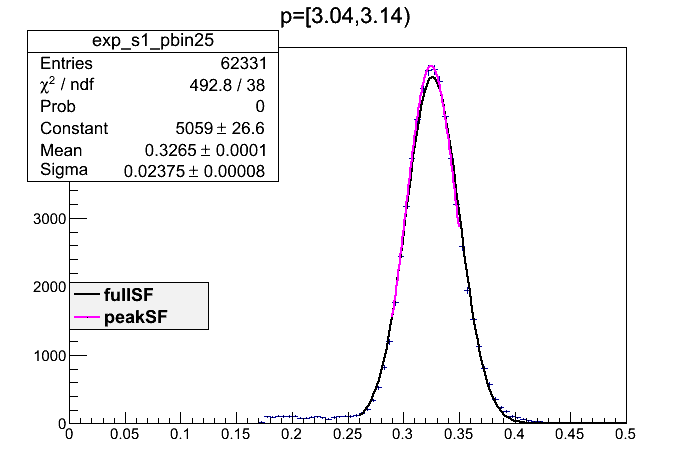 p=[3.04,3.14)
exp_s1_pbin25
Entries 62331
χ² / ndf 492.8 / 38
Prob 0
Constant 5059 ± 26.6
Mean 0.3265 ± 0.0001
Sigma 0.02375 ± 0.00008
3000
2000
fullSF
peakSF
1000
0
0 0.05 0.1 0.15 0.2 0.25 0.3 0.35 0.4 0.45 0.5